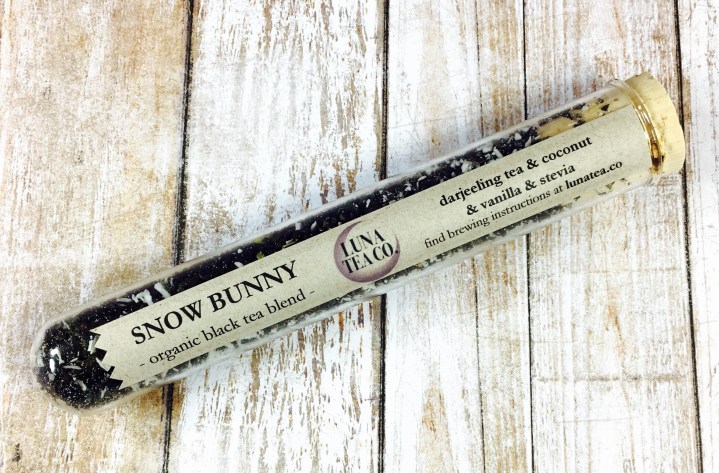 SNOW BUNNY
- organic black tea blend -
LUNA
TEA CO.
darjeeling tea & coconut
& vanilla & stevia
find brewing instructions at lunatea.co